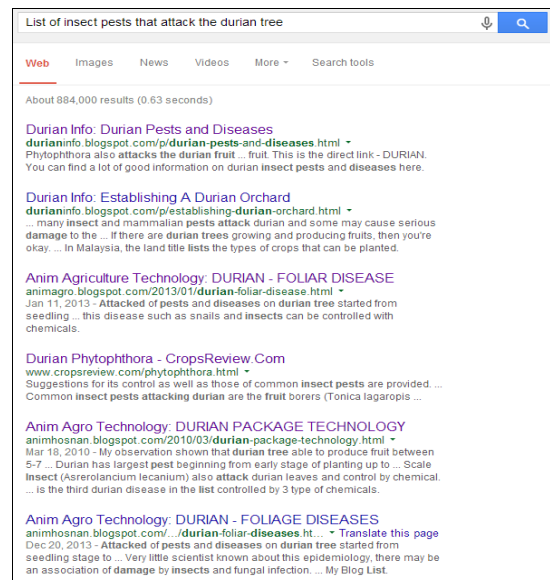 List of insect pests that attack the durian tree
Web Images News Videos More Search tools
About 884,000 results (0.63 seconds)
Durian Info: Durian Pests and Diseases
durianinfo.blogspot.com/p/durian-pests-and-diseases.html
Phytophthora also attacks the durian fruit ... fruit. This is the direct link - DURIAN.
You can find a lot of good information on durian insect pests and diseases here.
Durian Info: Establishing A Durian Orchard
durianinfo.blogspot.com/p/establishing-durian-orchard.html
... many insect and mammalian pests attack durian and some may cause serious
damage to the ... If there are durian trees growing and producing fruits, then you're
okay. ... In Malaysia, the land title lists the types of crops that can be planted.
Anim Agriculture Technology: DURIAN - FOLIAR DISEASE
animagro.blogspot.com/2013/01/durian-foliar-disease.html
Jan 11, 2013 - Attacked of pests and diseases on durian tree started from
seedling ... this disease such as snails and insects can be controlled with
chemicals.
Durian Phytophthora - CropsReview.Com
www.cropsreview.com/phytophthora.html
Suggestions for its control as well as those of common insect pests are provided. ...
Common insect pests attacking durian are the fruit borers (Tonica lagaropis ...
Anim Agro Technology: DURIAN PACKAGE TECHNOLOGY
animhosnan.blogspot.com/2010/03/durian-package-technology.html
Mar 18, 2010 - My observation shown that durian tree able to produce fruit between
5-7 ... Durian has largest pest beginning from early stage of planting up to ... Scale
Insect (Asrerolancium lecanium) also attack durian leaves and control by chemical.
... is the third durian disease in the list controlled by 3 type of chemicals.
Anim Agro Technology: DURIAN - FOLIAGE DISEASES
animhosnan.blogspot.com/.../durian-foliar-diseases.ht... Translate this page
Dec 20, 2013 - Attacked of pests and diseases on durian tree started from
seedling stage to ... Very little scientist known about this epidemiology, there may be
an association of damage by insects and fungal infection. ... My Blog List.